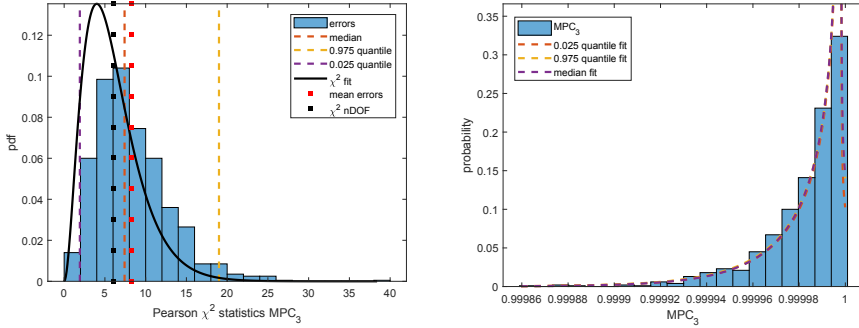 errors
median
0.975 quantile
0.025 quantile
χ² fit
mean errors
χ² nDOF
0.12
0.1
0.08
0.06
0.04
0.02
0
pdf
0 5 10 15 20 25 30 35 40
Pearson χ² statistics MPC₃
MPC₃
0.025 quantile fit
0.975 quantile fit
median fit
0.35
0.3
0.25
0.2
0.15
0.1
0.05
0
probability
0.99986 0.99988 0.9999 0.99992 0.99994 0.99996 0.99998 1
MPC₃